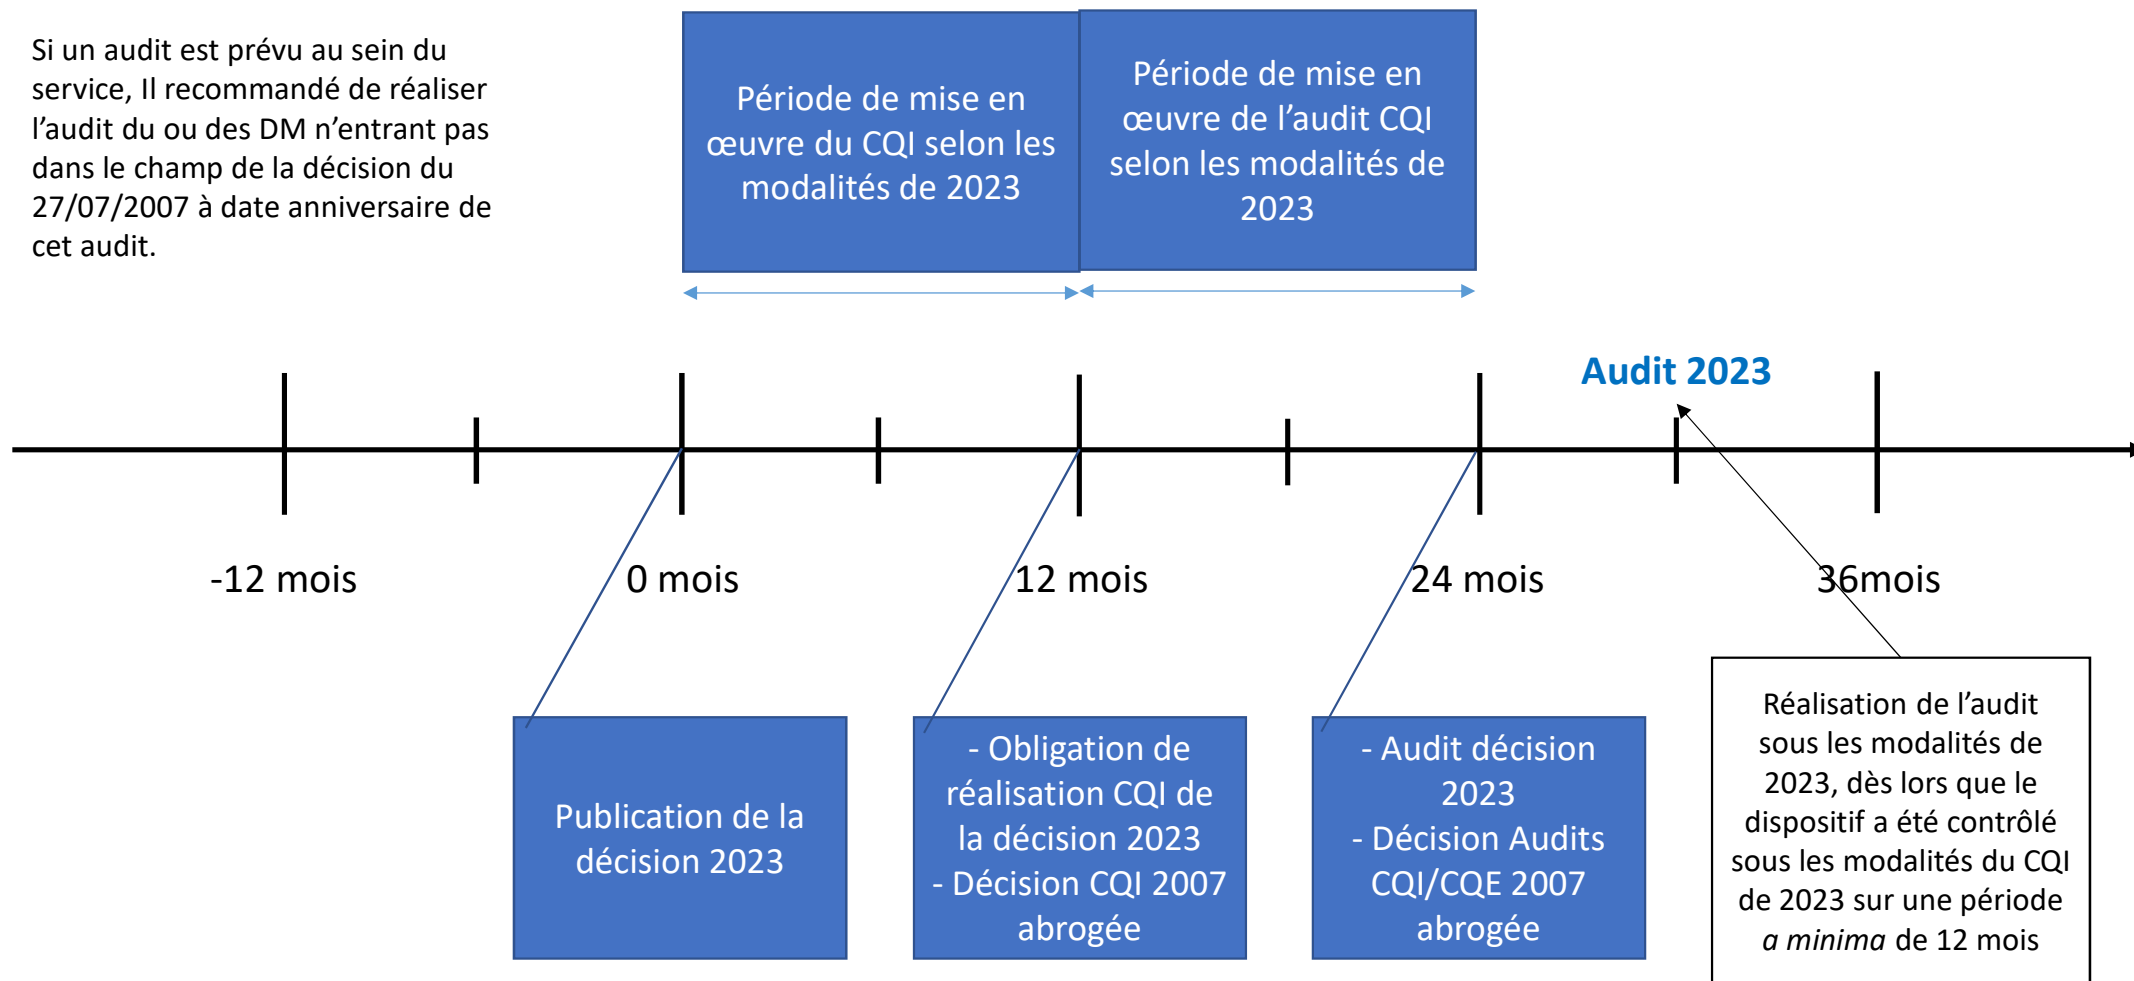 Si un audit est prévu au sein du
service, Il recommandé de réaliser
l’audit du ou des DM n’entrant pas
dans le champ de la décision du
27/07/2007 à date anniversaire de
cet audit.
Période de mise en
œuvre du CQI selon les
modalités de 2023
Période de mise en
œuvre de l’audit CQI
selon les modalités de
2023
Audit 2023
-12 mois
0 mois
12 mois
24 mois
36mois
Publication de la
décision 2023
- Obligation de
réalisation CQI de
la décision 2023
- Décision CQI 2007
abrogée
- Audit décision
2023
- Décision Audits
CQI/CQE 2007
abrogée
Réalisation de l’audit
sous les modalités de
2023, dès lors que le
dispositif a été contrôlé
sous les modalités du CQI
de 2023 sur une période
a minima de 12 mois